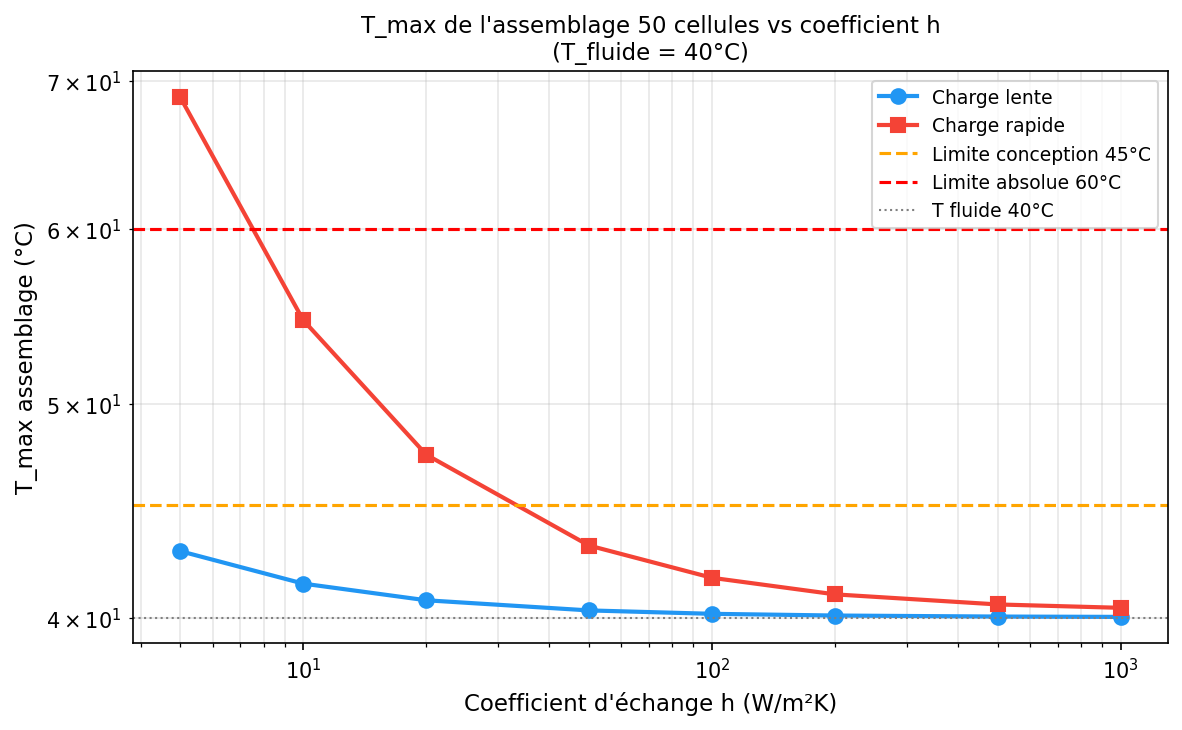 T_max de l'assemblage 50 cellules vs coefficient h
(T_fluide = 40°C)
T_max assemblage (°C)
7 × 10¹
6 × 10¹
5 × 10¹
4 × 10¹
Charge lente
Charge rapide
Limite conception 45°C
Limite absolue 60°C
T fluide 40°C
10¹
10²
10³
Coefficient d'échange h (W/m²K)